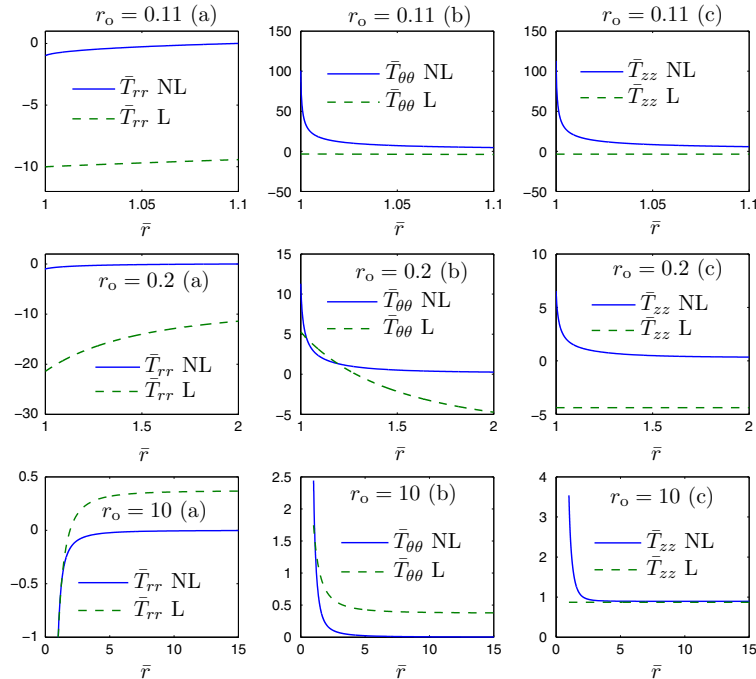 r_o = 0.11 (a)
0
−5
−10
T̄_rr NL
T̄_rr L
1
1.05
1.1
r̄
r_o = 0.11 (b)
150
100
50
0
−50
T̄_θθ NL
T̄_θθ L
1
1.05
1.1
r̄
r_o = 0.11 (c)
150
100
50
0
−50
T̄_zz NL
T̄_zz L
1
1.05
1.1
r̄
0
−10
−20
−30
r_o = 0.2 (a)
T̄_rr NL
T̄_rr L
1
1.5
2
r̄
15
10
5
0
−5
r_o = 0.2 (b)
T̄_θθ NL
T̄_θθ L
1
1.5
2
r̄
10
5
0
−5
r_o = 0.2 (c)
T̄_zz NL
T̄_zz L
1
1.5
2
r̄
0.5
0
−0.5
−1
r_o = 10 (a)
T̄_rr NL
T̄_rr L
0
5
10
15
r̄
2.5
2
1.5
1
0.5
0
r_o = 10 (b)
T̄_θθ NL
T̄_θθ L
0
5
10
15
r̄
4
3
2
1
0
r_o = 10 (c)
T̄_zz NL
T̄_zz L
0
5
10
15
r̄